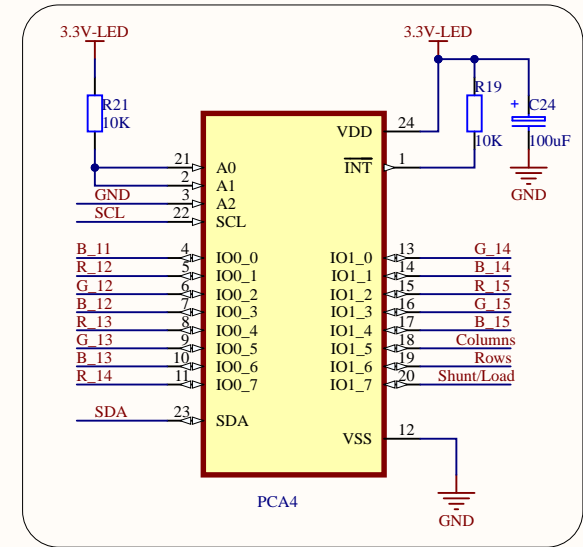 3.3V-LED
3.3V-LED
R21
10K
R19
10K
C24
+
100uF
GND
VDD
24
INT
1
21
A0
2
A1
GND
3
A2
SCL
22
SCL
B_11
4
IO0_0
R_12
5
IO0_1
G_12
6
IO0_2
B_12
7
IO0_3
R_13
8
IO0_4
G_13
9
IO0_5
B_13
10
IO0_6
R_14
11
IO0_7
IO1_0
13
G_14
IO1_1
14
B_14
IO1_2
15
R_15
IO1_3
16
G_15
IO1_4
17
B_15
IO1_5
18
Columns
IO1_6
19
Rows
IO1_7
20
Shunt/Load
SDA
23
SDA
VSS
12
GND
PCA4